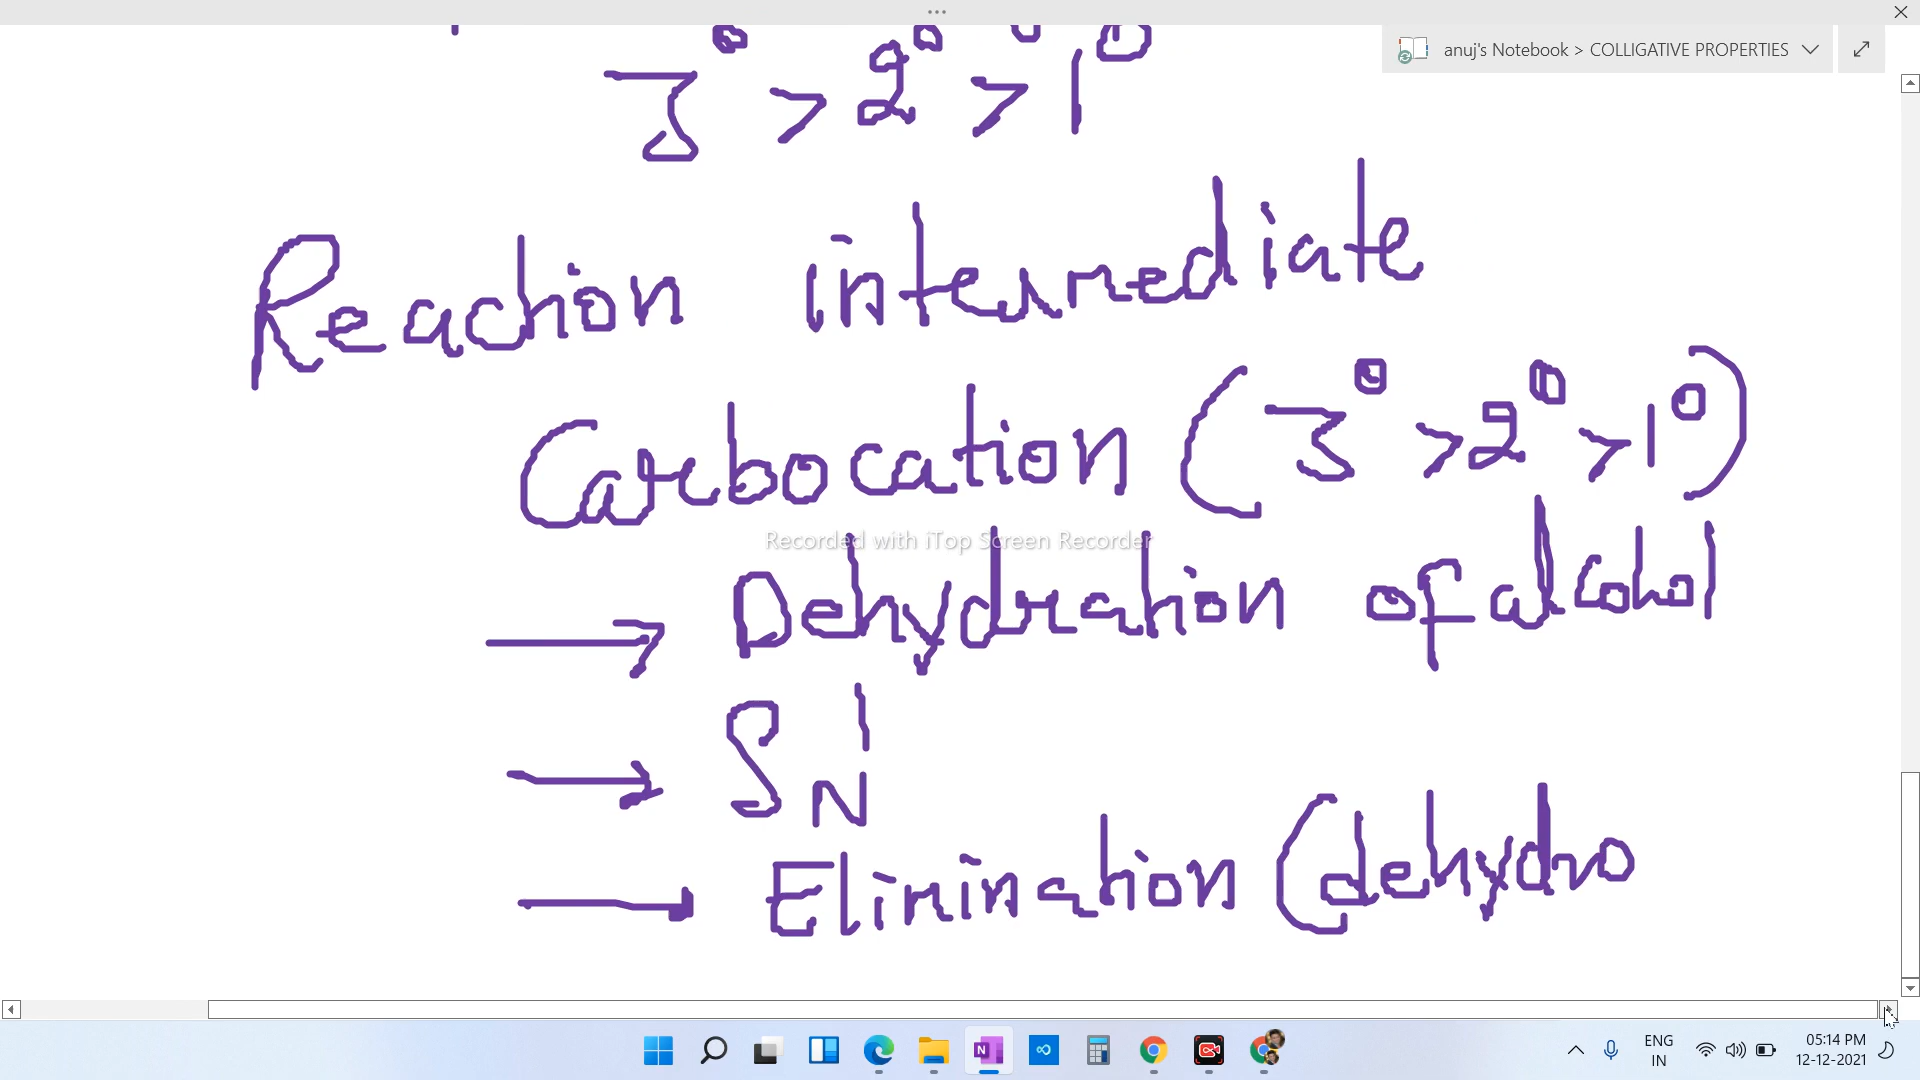 anuj's Notebook > COLLIGATIVE PROPERTIES
3° > 2° > 1°
Reaction intermediate
Carbocation (3° > 2° > 1°)
Recorded with iTop Screen Recorder
→ Dehydration of alcohol
→ SN1
→ Elimination (dehydro
ENG
IN
05:14 PM
12-12-2021